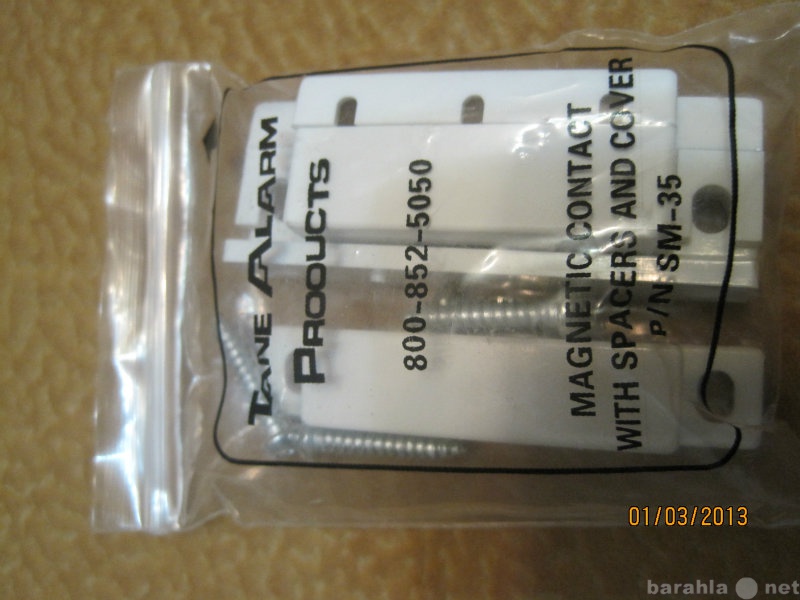 TANE ALARM
PRODUCTS
800-852-5050
MAGNETIC CONTACT
WITH SPACERS AND COVER
P/N SM-35
01/03/2013
barahla net